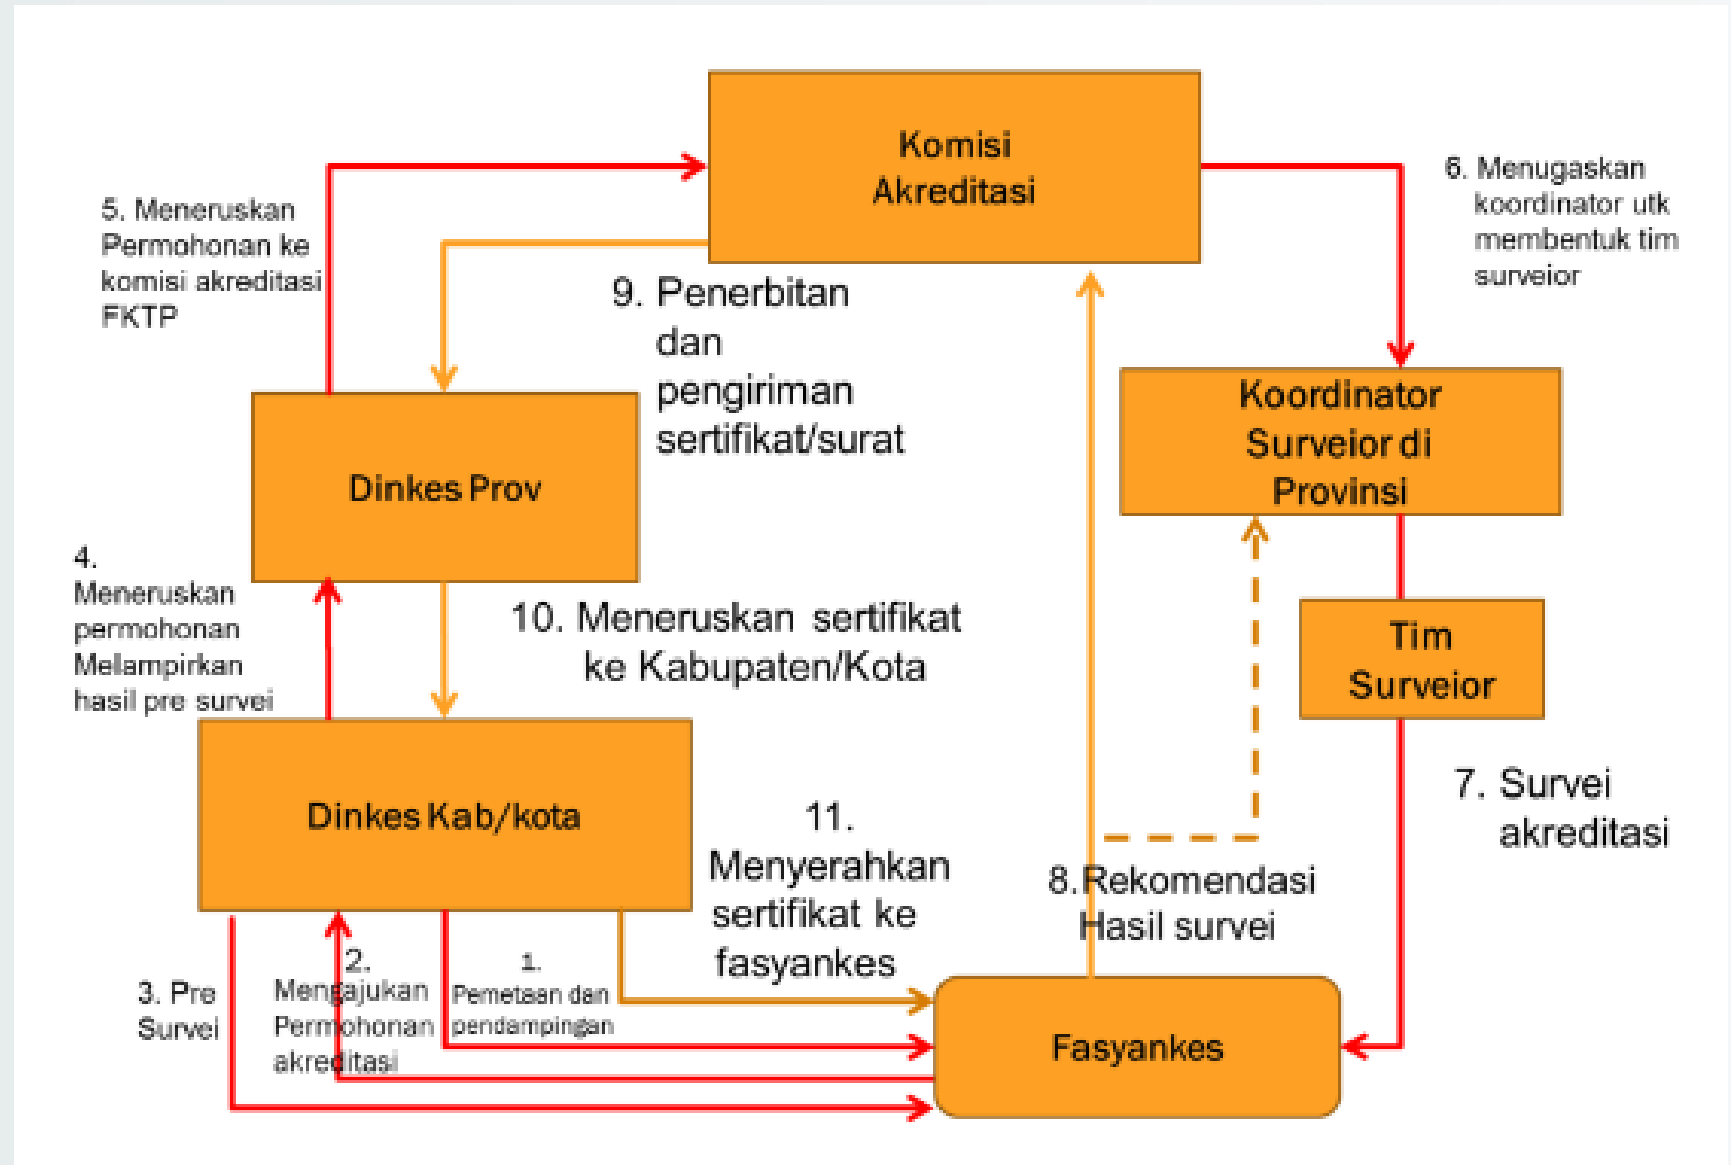 Komisi
Akreditasi
5. Meneruskan
Permohonan ke
komisi akreditasi
FKTP
6. Menugaskan
koordinator utk
membentuk tim
surveior
9. Penerbitan
dan
pengiriman
sertifikat/surat
Koordinator
Surveior di
Provinsi
Dinkes Prov
4.
Meneruskan
permohonan
Melampirkan
hasil pre survei
10. Meneruskan sertifikat
ke Kabupaten/Kota
Tim
Surveior
Dinkes Kab/kota
7. Survei
akreditasi
11.
Menyerahkan
sertifikat ke
fasyankes
8.Rekomendasi
Hasil survei
3. Pre
Survei
2.
Mengajukan
Permohonan
akreditasi
1.
Pemetaan dan
pendampingan
Fasyankes